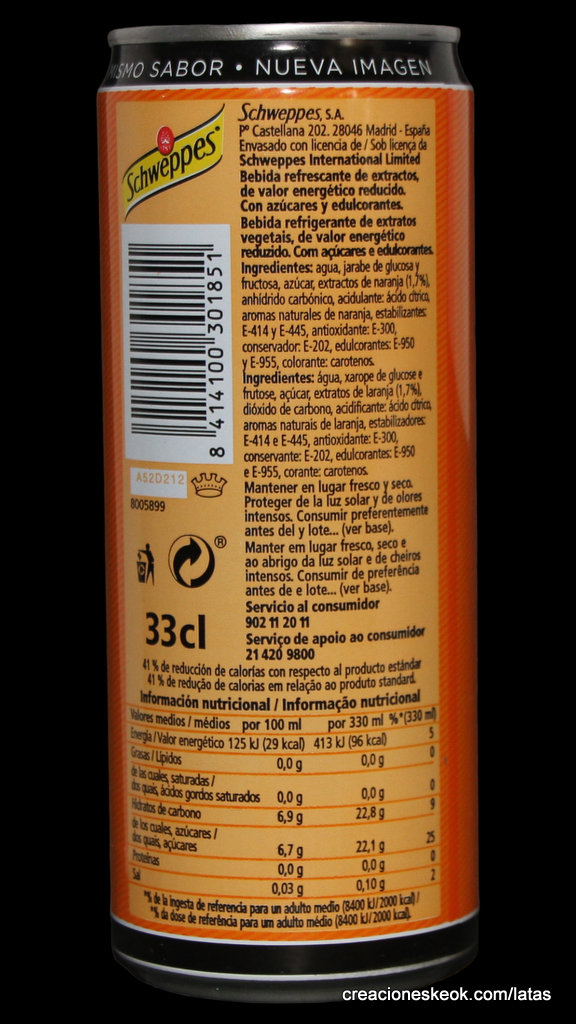 MISMO SABOR • NUEVA IMAGEN
Schweppes®
Schweppes, S.A.
Pº Castellana 202. 28046 Madrid - España
Envasado con licencia de / Sob licença da
Schweppes International Limited
Bebida refrescante de extractos,
de valor energético reducido.
Con azúcares y edulcorantes.
Bebida refrigerante de extratos
vegetais, de valor energético
reduzido. Com açúcares e edulcorantes.
Ingredientes: agua, jarabe de glucosa y
fructosa, azúcar, extractos de naranja (1,7%),
anhídrido carbónico, acidulante: ácido cítrico,
aromas naturales de naranja, estabilizantes:
E-414 y E-445, antioxidante: E-300,
conservador: E-202, edulcorantes: E-950
y E-955, colorante: carotenos.
Ingredientes: água, xarope de glucose e
frutose, açúcar, extratos de laranja (1,7%),
dióxido de carbono, acidificante: ácido cítrico,
aromas naturais de laranja, estabilizadores:
E-414 e E-445, antioxidante: E-300,
conservante: E-202, edulcorantes: E-950
e E-955, corante: carotenos.
Mantener en lugar fresco y seco.
Proteger de la luz solar y de olores
intensos. Consumir preferentemente
antes del y lote... (ver base).
Manter em lugar fresco, seco e
ao abrigo da luz solar e de cheiros
intensos. Consumir de preferência
antes de e lote... (ver base).
Servicio al consumidor
902 11 20 11
Serviço de apoio ao consumidor
21 420 9800
8 414100 301851
A52D212
8005899
®
33cl
41 % de reducción de calorías con respecto al producto estándar
41 % de redução de calorias em relação ao produto standard.
Información nutricional / Informação nutricional
Valores medios / médios por 100 ml por 330 ml %*(330 ml)
Energía / Valor energético 125 kJ (29 kcal) 413 kJ (96 kcal) 5
Grasas / Lípidos 0,0 g 0,0 g 0
de las cuales, saturadas /
dos quais, ácidos gordos saturados 0,0 g 0,0 g 0
Hidratos de carbono 6,9 g 22,8 g 9
de los cuales, azúcares /
dos quais, açúcares 6,7 g 22,1 g 25
Proteínas 0,0 g 0,0 g 0
Sal 0,03 g 0,10 g 2
*% de la ingesta de referencia para un adulto medio (8400 kJ/2000 kcal)/
*% da dose de referência para um adulto médio (8400 kJ/2000 kcal).
creacioneskeok.com/latas